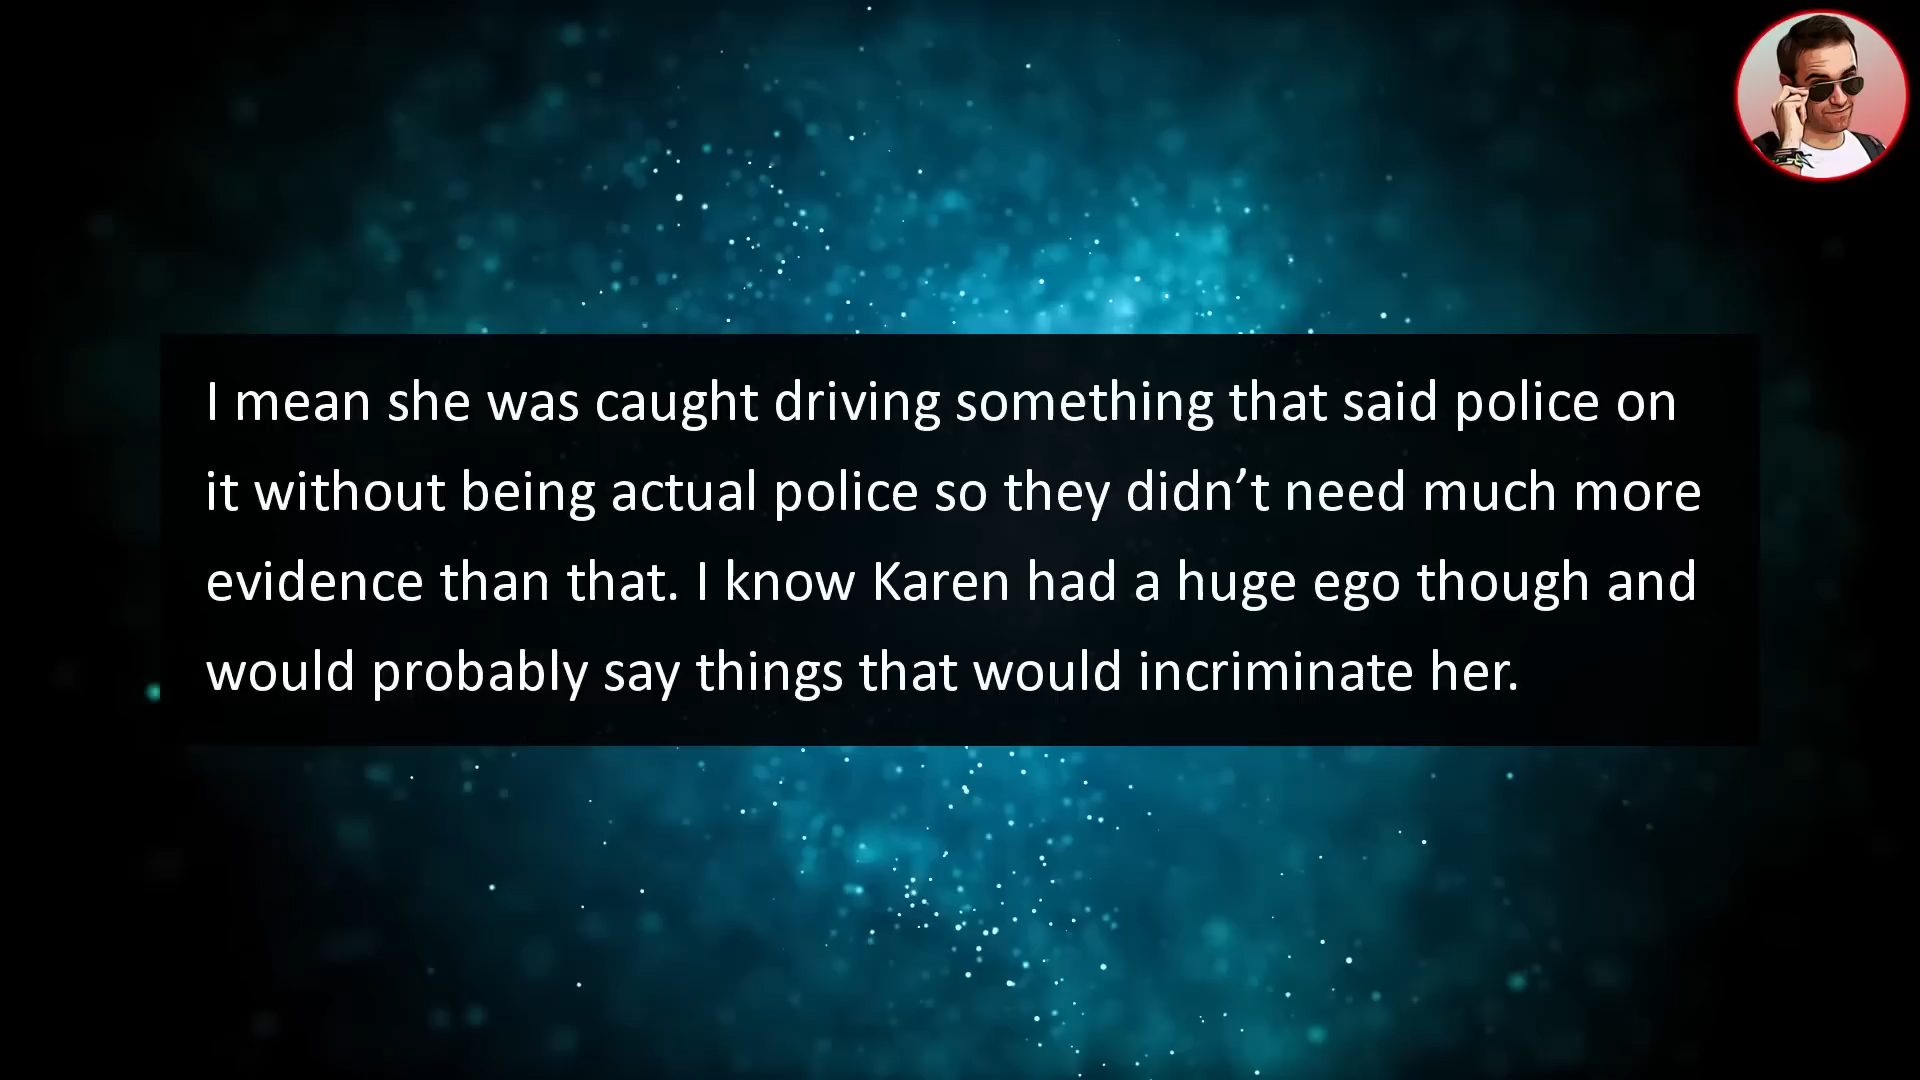 I mean she was caught driving something that said police on
it without being actual police so they didn’t need much more
evidence than that. I know Karen had a huge ego though and
would probably say things that would incriminate her.